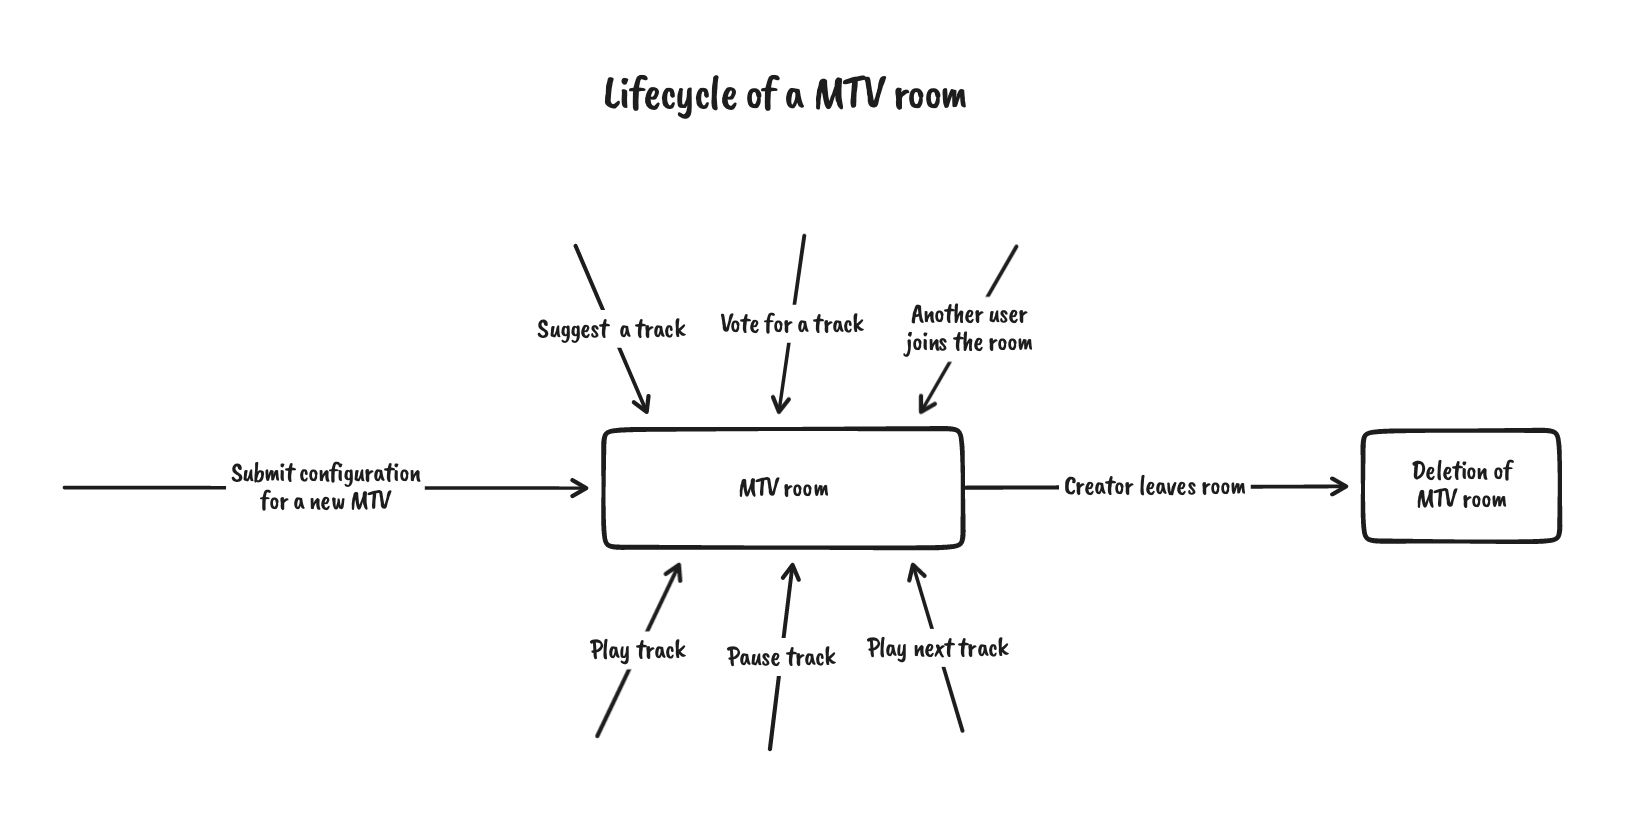 Lifecycle of a MTV room
Suggest a track
Vote for a track
Another user
joins the room
Submit configuration
for a new MTV
MTV room
Creator leaves room
Deletion of
MTV room
Play track
Pause track
Play next track